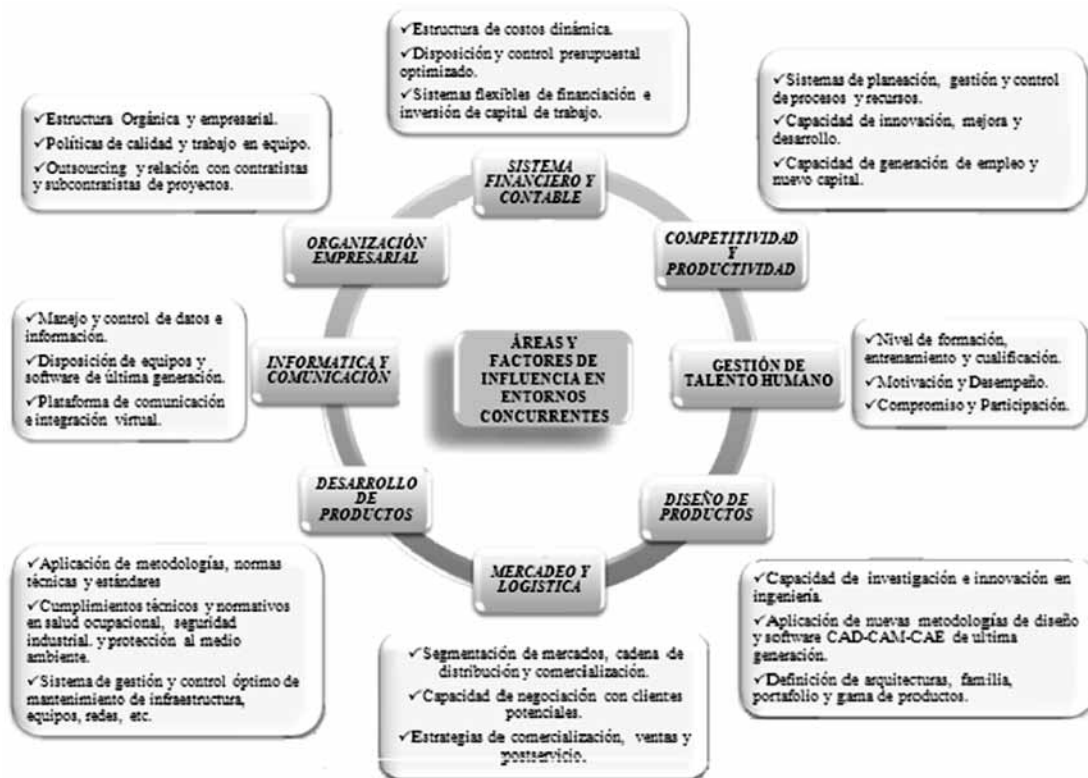 ✓Estructura de costos dinámica.
✓Disposición y control presupuestal
optimizado.
✓Sistemas flexibles de financiación e
inversión de capital de trabajo.
✓Sistemas de planeación, gestión y control
de procesos y recursos.
✓Capacidad de innovación, mejora y
desarrollo.
✓Capacidad de generación de empleo y
nuevo capital.
✓Estructura Orgánica y empresarial.
✓Políticas de calidad y trabajo en equipo.
✓Outsourcing y relación con contratistas
y subcontratistas de proyectos.
SISTEMA
FINANCIERO Y
CONTABLE
ORGANIZACIÓN
EMPRESARIAL
COMPETITIVIDAD
Y
PRODUCTIVIDAD
✓Manejo y control de datos e
información.
✓Disposición de equipos y
software de última generación.
✓Plataforma de comunicación
e integración virtual.
INFORMATICA Y
COMUNICACIÓN
ÁREAS Y
FACTORES DE
INFLUENCIA EN
ENTORNOS
CONCURRENTES
GESTIÓN DE
TALENTO HUMANO
✓Nivel de formación,
entrenamiento y cualificación.
✓Motivación y Desempeño.
✓Compromiso y Participación.
DESARROLLO
DE
PRODUCTOS
DISEÑO DE
PRODUCTOS
MERCADEO Y
LOGISTICA
✓Aplicación de metodologías, normas
técnicas y estándares
✓Cumplimientos técnicos y normativos
en salud ocupacional, seguridad
industrial. y protección al medio
ambiente.
✓Sistema de gestión y control óptimo de
mantenimiento de infraestructura,
equipos, redes, etc.
✓Segmentación de mercados, cadena de
distribución y comercialización.
✓Capacidad de negociación con clientes
potenciales.
✓Estrategias de comercialización, ventas y
postservicio.
✓Capacidad de investigación e innovación en
ingeniería.
✓Aplicación de nuevas metodologías de diseño
y software CAD-CAM-CAE de ultima
generación.
✓Definición de arquitecturas, familia,
portafolio y gama de productos.